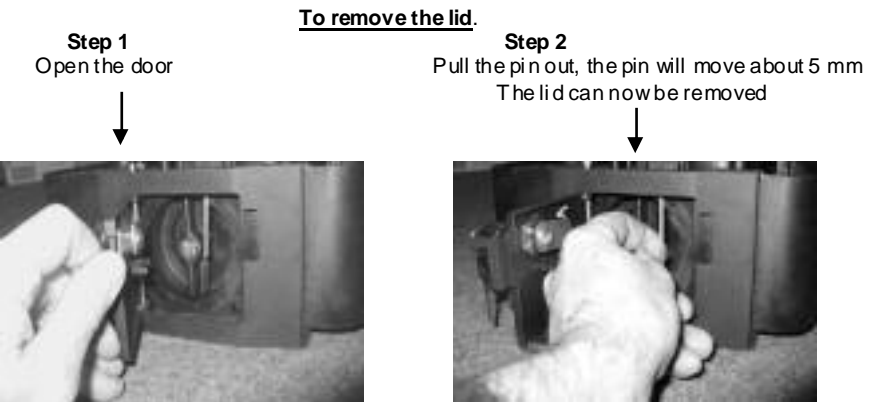 To remove the lid.
Step 1
Open the door
Step 2
Pull the pin out, the pin will move about 5 mm
The lid can now be removed